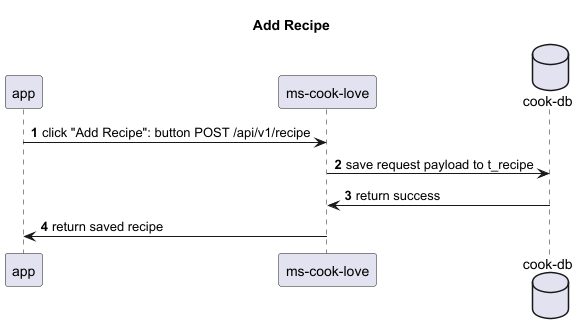 Add Recipe
app
ms-cook-love
cook-db
1 click "Add Recipe": button POST /api/v1/recipe
2 save request payload to t_recipe
3 return success
4 return saved recipe
app
ms-cook-love
cook-db